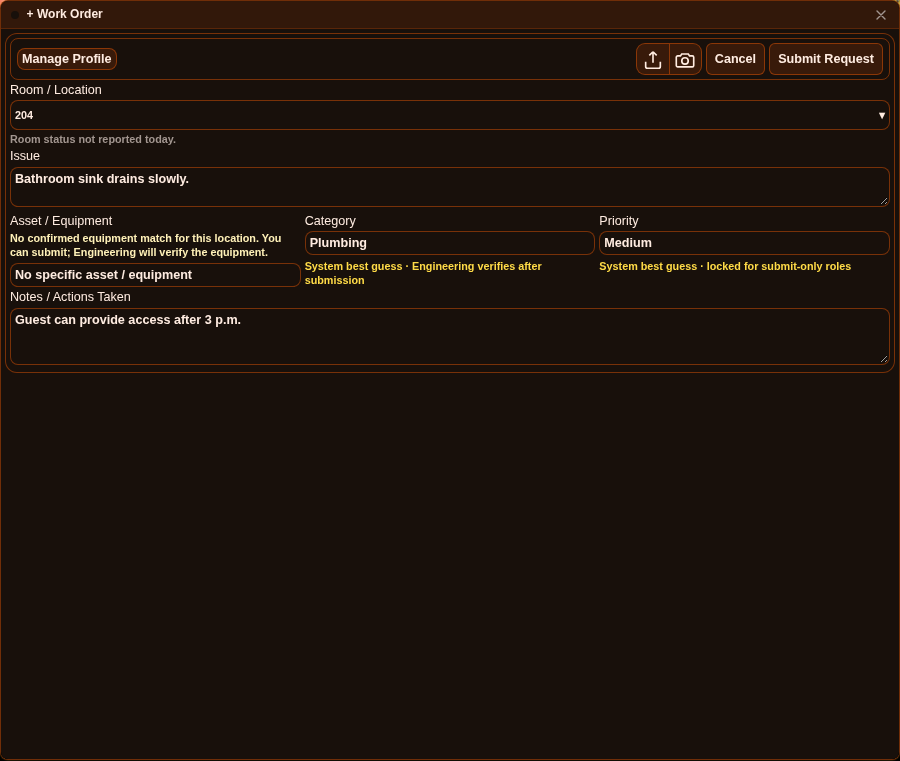 + Work Order
Manage Profile
Cancel
Submit Request
Room / Location
204
Room status not reported today.
Issue
Bathroom sink drains slowly.
Asset / Equipment
No confirmed equipment match for this location. You
can submit; Engineering will verify the equipment.
No specific asset / equipment
Category
Plumbing
System best guess · Engineering verifies after
submission
Priority
Medium
System best guess · locked for submit-only roles
Notes / Actions Taken
Guest can provide access after 3 p.m.